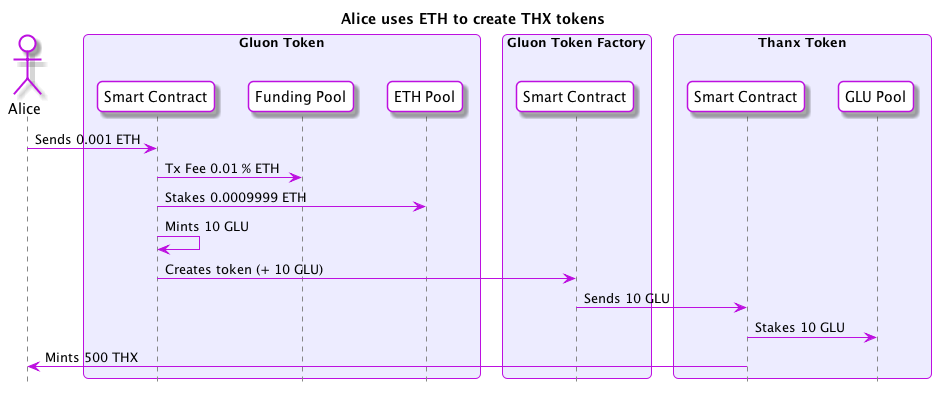 Alice uses ETH to create THX tokens
Gluon Token
Gluon Token Factory
Thanx Token
Alice
Smart Contract
Funding Pool
ETH Pool
Smart Contract
Smart Contract
GLU Pool
Sends 0.001 ETH
Tx Fee 0.01 % ETH
Stakes 0.0009999 ETH
Mints 10 GLU
Creates token (+ 10 GLU)
Sends 10 GLU
Stakes 10 GLU
Mints 500 THX